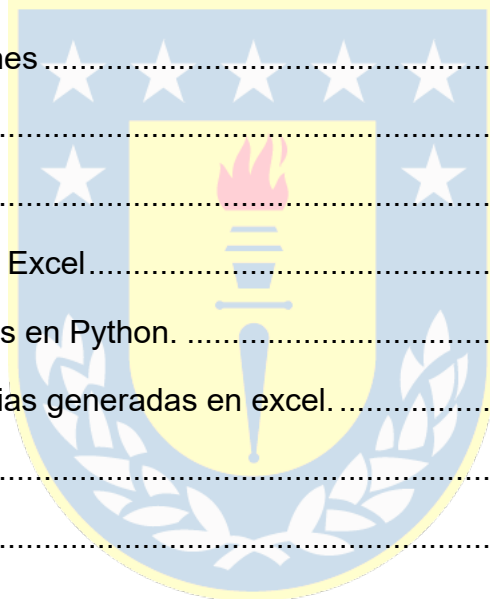 nes ........................................................
................................................................
................................................................
Excel ......................................................
s en Python. ..........................................
ias generadas en excel. .......................
................................................................
................................................................